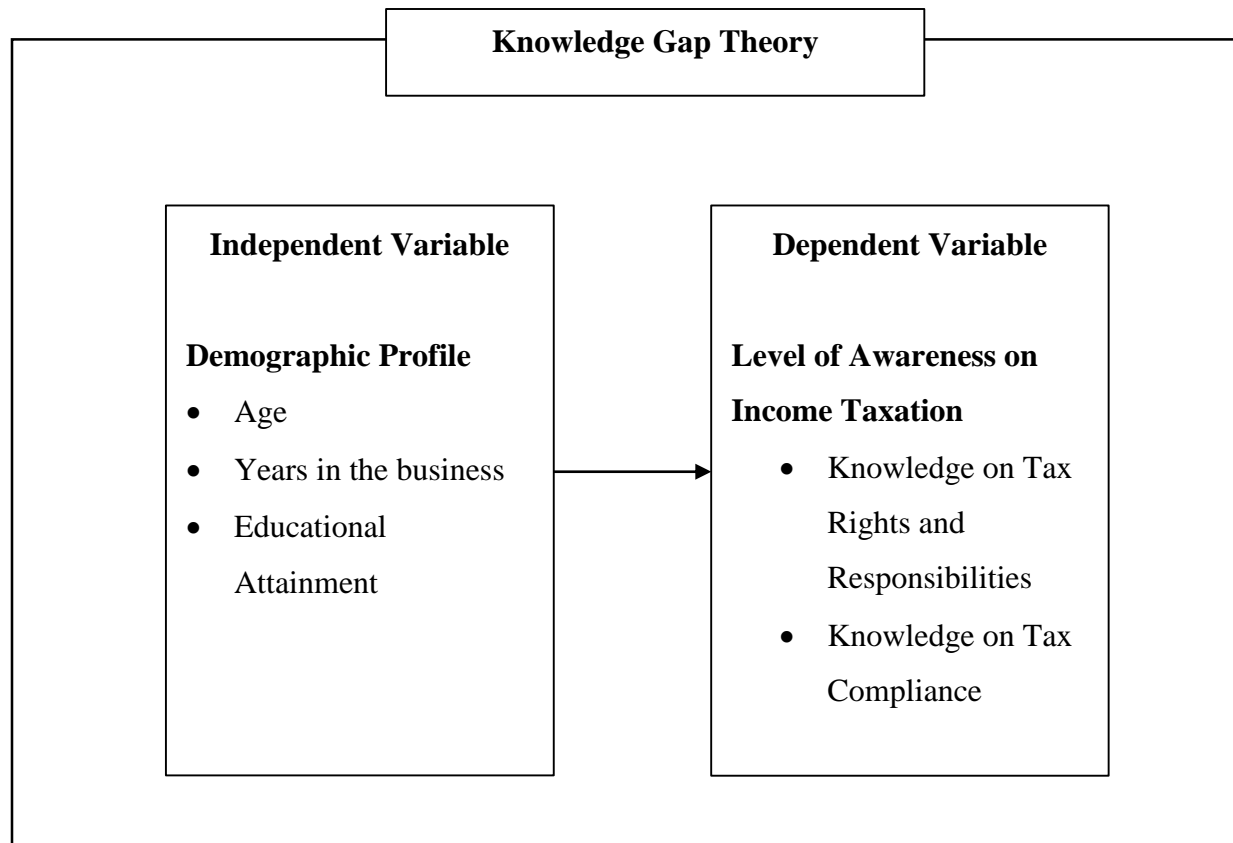 Knowledge Gap Theory
Independent Variable
Demographic Profile
• Age
• Years in the business
• Educational
Attainment
Dependent Variable
Level of Awareness on
Income Taxation
• Knowledge on Tax
Rights and
Responsibilities
• Knowledge on Tax
Compliance